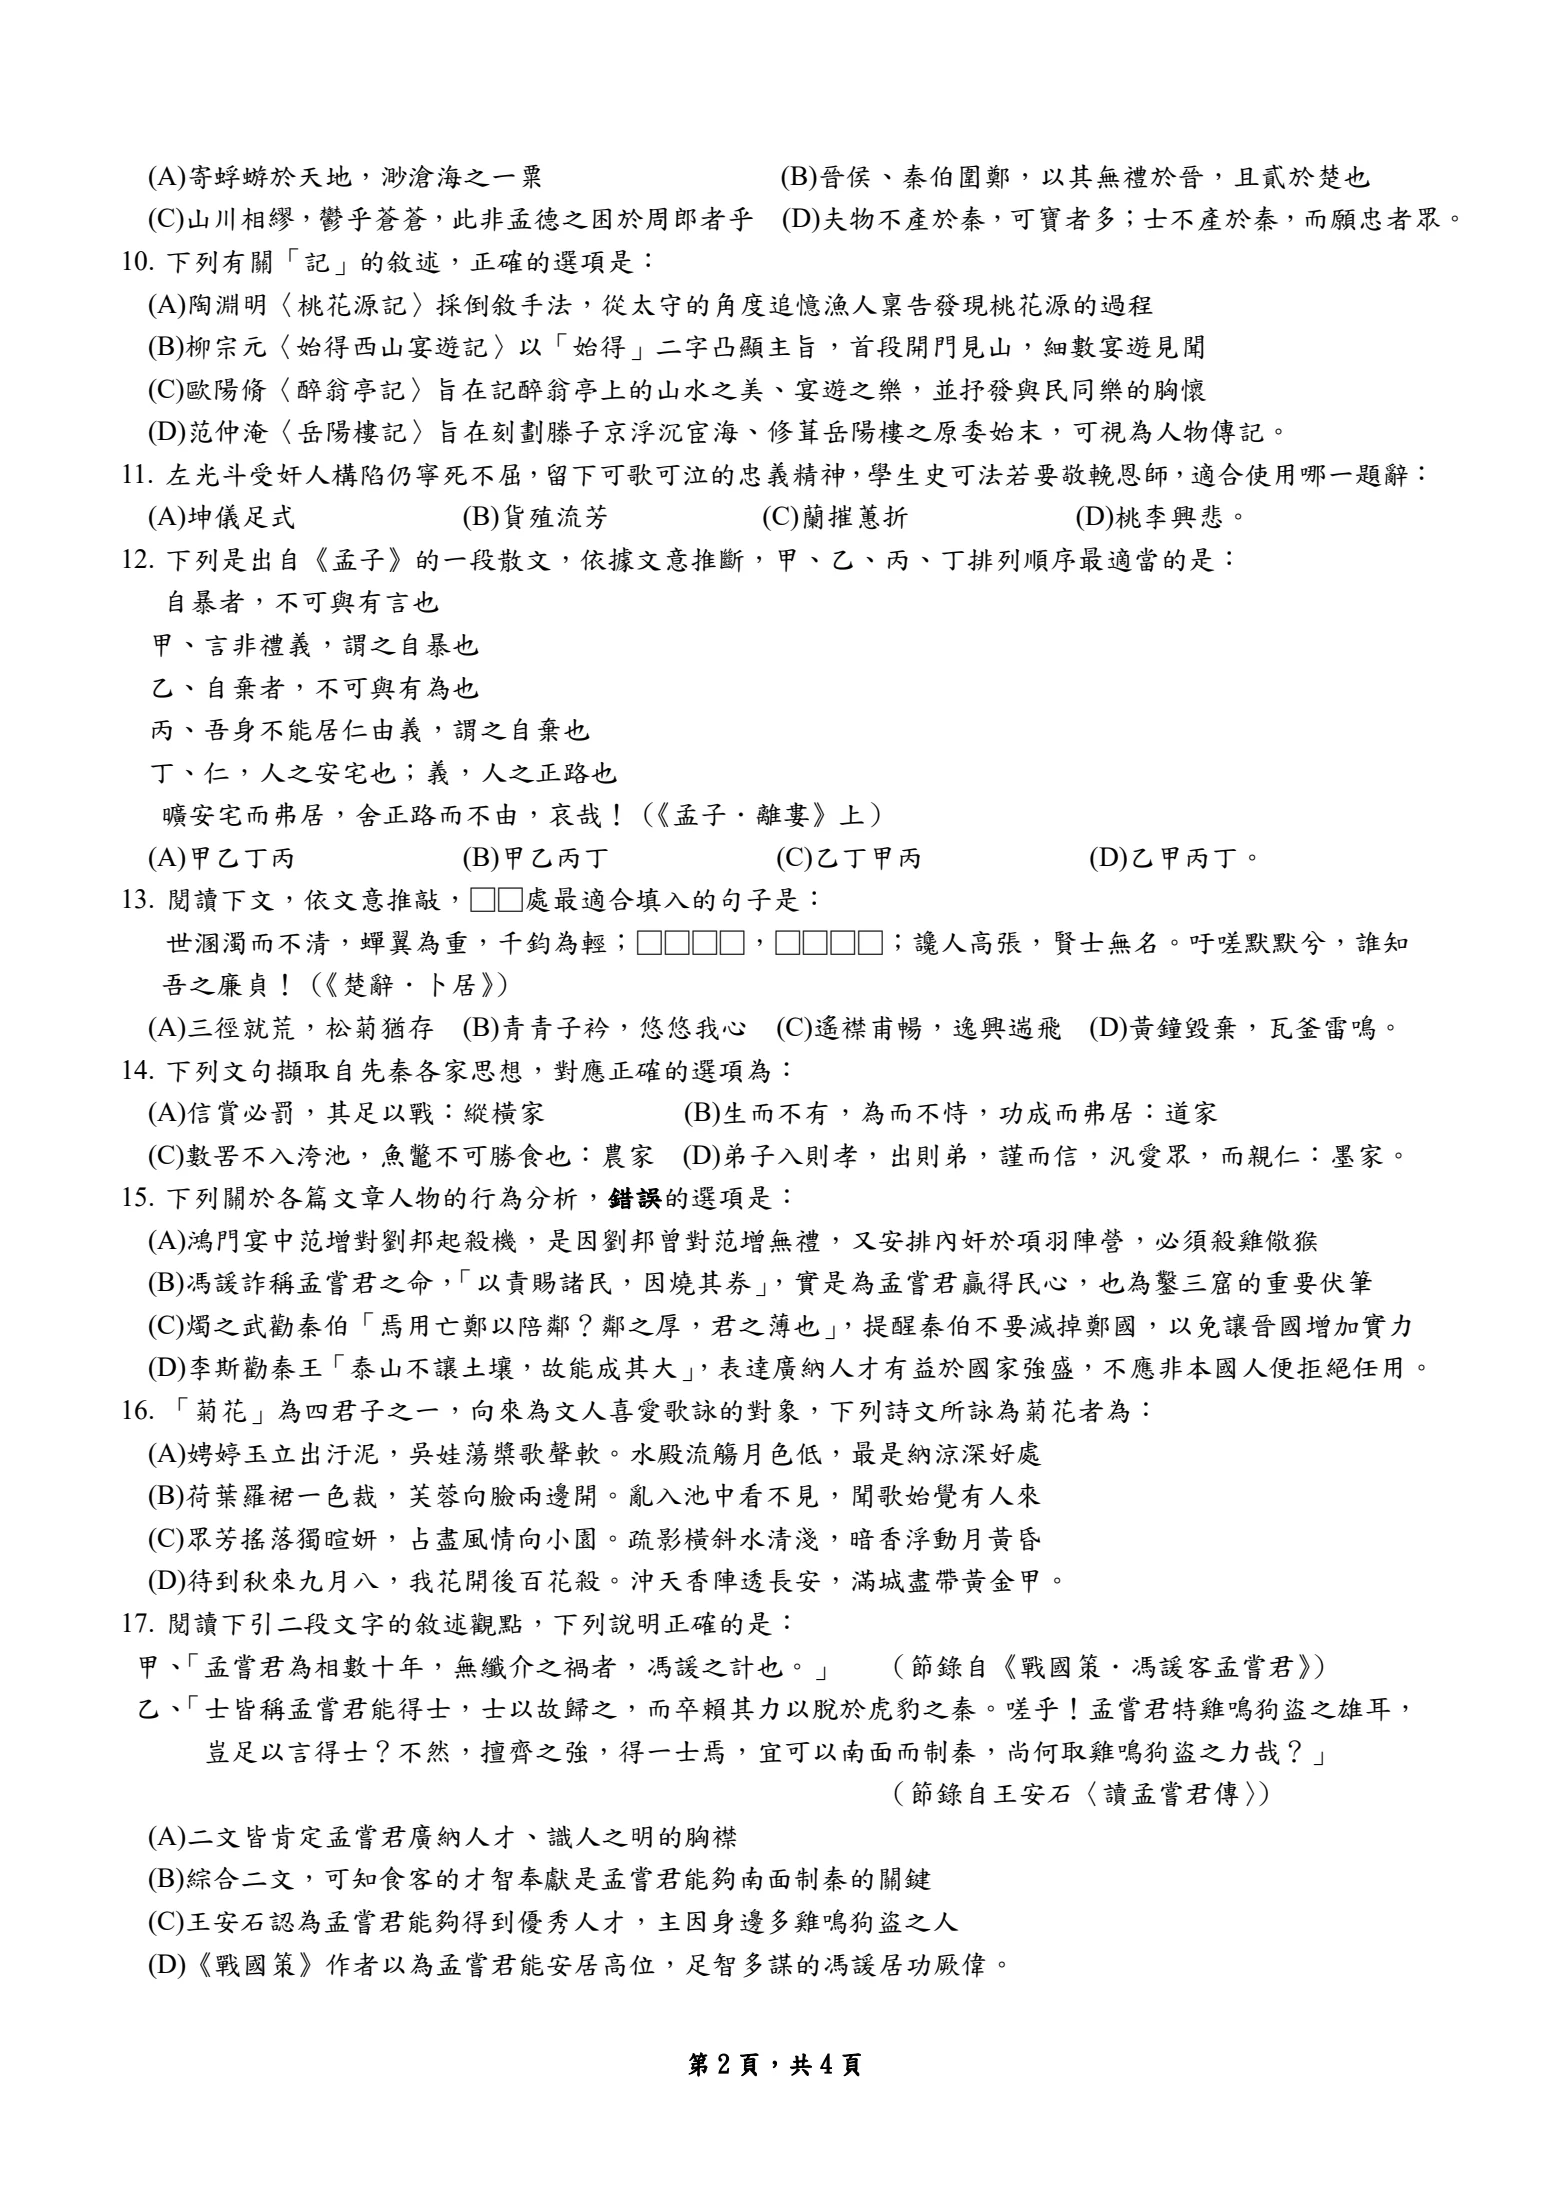 (A)寄蜉蝣於天地，渺滄海之一粟 (B)晉侯、秦伯圍鄭，以其無禮於晉，且貳於楚也
(C)山川相繆，鬱乎蒼蒼，此非孟德之困於周郎者乎 (D)夫物不產於秦，可寶者多；士不產於秦，而願忠者眾。
10. 下列有關「記」的敘述，正確的選項是：
(A)陶淵明〈桃花源記〉採倒敘手法，從太守的角度追憶漁人稟告發現桃花源的過程
(B)柳宗元〈始得西山宴遊記〉以「始得」二字凸顯主旨，首段開門見山，細數宴遊見聞
(C)歐陽脩〈醉翁亭記〉旨在記醉翁亭上的山水之美、宴遊之樂，並抒發與民同樂的胸懷
(D)范仲淹〈岳陽樓記〉旨在刻劃滕子京浮沉宦海、修葺岳陽樓之原委始末，可視為人物傳記。
11. 左光斗受奸人構陷仍寧死不屈，留下可歌可泣的忠義精神，學生史可法若要敬輓恩師，適合使用哪一題辭：
(A)坤儀足式 (B)貨殖流芳 (C)蘭摧蕙折 (D)桃李興悲。
12. 下列是出自《孟子》的一段散文，依據文意推斷，甲、乙、丙、丁排列順序最適當的是：
自暴者，不可與有言也
甲、言非禮義，謂之自暴也
乙、自棄者，不可與有為也
丙、吾身不能居仁由義，謂之自棄也
丁、仁，人之安宅也；義，人之正路也
曠安宅而弗居，舍正路而不由，哀哉！（《孟子．離婁》上）
(A)甲乙丁丙 (B)甲乙丙丁 (C)乙丁甲丙 (D)乙甲丙丁。
13. 閱讀下文，依文意推敲，□□處最適合填入的句子是：
世溷濁而不清，蟬翼為重，千鈞為輕；□□□□，□□□□；讒人高張，賢士無名。吁嗟默默兮，誰知
吾之廉貞！（《楚辭．卜居》）
(A)三徑就荒，松菊猶存 (B)青青子衿，悠悠我心 (C)遙襟甫暢，逸興遄飛 (D)黃鐘毀棄，瓦釜雷鳴。
14. 下列文句擷取自先秦各家思想，對應正確的選項為：
(A)信賞必罰，其足以戰：縱橫家 (B)生而不有，為而不恃，功成而弗居：道家
(C)數罟不入洿池，魚鼈不可勝食也：農家 (D)弟子入則孝，出則弟，謹而信，汎愛眾，而親仁：墨家。
15. 下列關於各篇文章人物的行為分析，錯誤的選項是：
(A)鴻門宴中范增對劉邦起殺機，是因劉邦曾對范增無禮，又安排內奸於項羽陣營，必須殺雞儆猴
(B)馮諼詐稱孟嘗君之命，「以責賜諸民，因燒其券」，實是為孟嘗君贏得民心，也為鑿三窟的重要伏筆
(C)燭之武勸秦伯「焉用亡鄭以陪鄰？鄰之厚，君之薄也」，提醒秦伯不要滅掉鄭國，以免讓晉國增加實力
(D)李斯勸秦王「泰山不讓土壤，故能成其大」，表達廣納人才有益於國家強盛，不應非本國人便拒絕任用。
16. 「菊花」為四君子之一，向來為文人喜愛歌詠的對象，下列詩文所詠為菊花者為：
(A)娉婷玉立出汙泥，吳娃蕩槳歌聲軟。水殿流觴月色低，最是納涼深好處
(B)荷葉羅裙一色裁，芙蓉向臉兩邊開。亂入池中看不見，聞歌始覺有人來
(C)眾芳搖落獨暄妍，占盡風情向小園。疏影橫斜水清淺，暗香浮動月黃昏
(D)待到秋來九月八，我花開後百花殺。沖天香陣透長安，滿城盡帶黃金甲。
17. 閱讀下引二段文字的敘述觀點，下列說明正確的是：
甲、「孟嘗君為相數十年，無纖介之禍者，馮諼之計也。」 （節錄自《戰國策．馮諼客孟嘗君》）
乙、「士皆稱孟嘗君能得士，士以故歸之，而卒賴其力以脫於虎豹之秦。嗟乎！孟嘗君特雞鳴狗盜之雄耳，
豈足以言得士？不然，擅齊之強，得一士焉，宜可以南面而制秦，尚何取雞鳴狗盜之力哉？」
（節錄自王安石〈讀孟嘗君傳〉）
(A)二文皆肯定孟嘗君廣納人才、識人之明的胸襟
(B)綜合二文，可知食客的才智奉獻是孟嘗君能夠南面制秦的關鍵
(C)王安石認為孟嘗君能夠得到優秀人才，主因身邊多雞鳴狗盜之人
(D)《戰國策》作者以為孟嘗君能安居高位，足智多謀的馮諼居功厥偉。
第 2 頁，共 4 頁